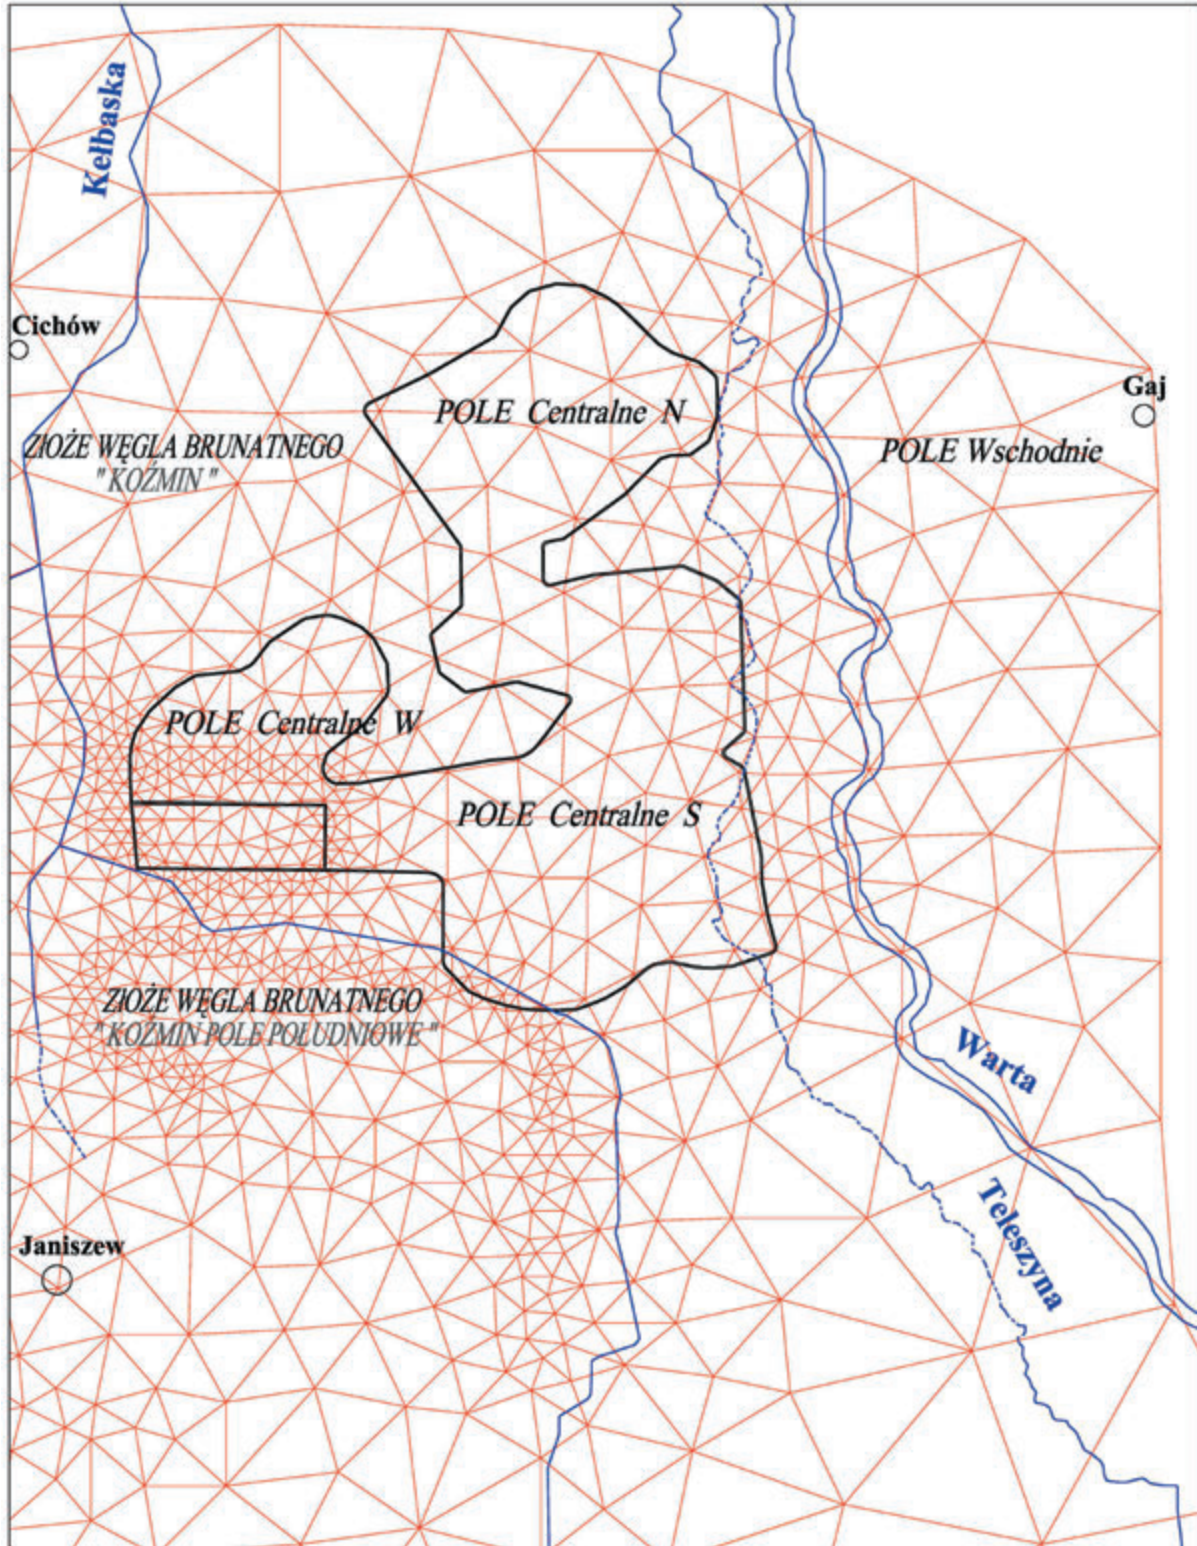 Kełbaska
Cichów
Gaj
POLE Centralne N
ZŁOŻE WĘGLA BRUNATNEGO
" KOŹMIN "
POLE Wschodnie
POLE Centralne W
POLE Centralne S
ZŁOŻE WĘGLA BRUNATNEGO
" KOŹMIN POLE POŁUDNIOWE "
Warta
Teleszyna
Janiszew